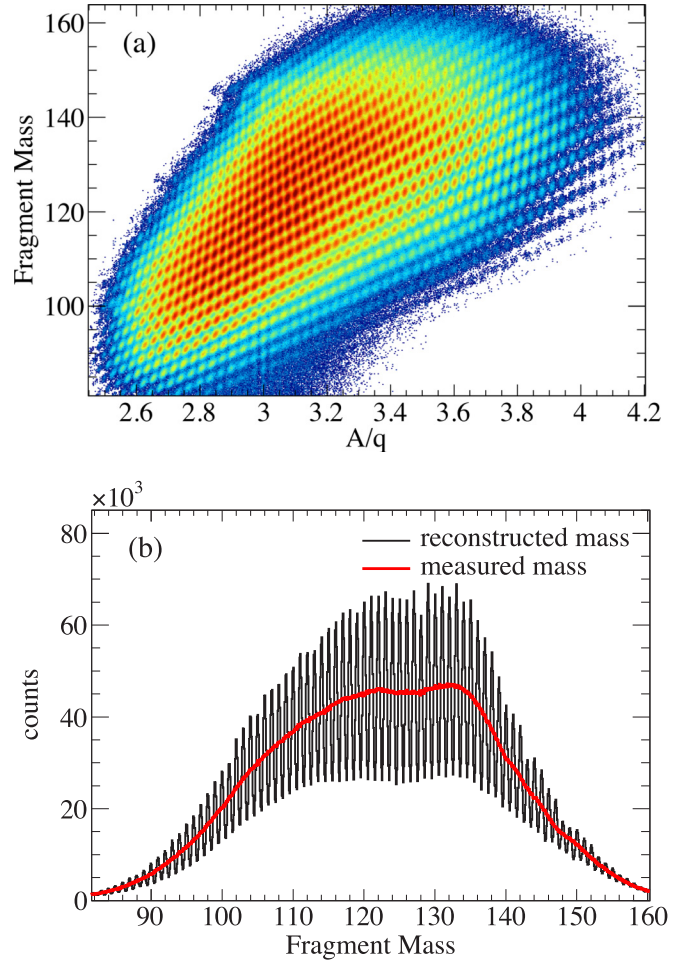 160
(a)
140
Fragment Mass
120
100
2.6 2.8 3 3.2 3.4 3.6 3.8 4 4.2
A/q
×10³
80
(b)
reconstructed mass
measured mass
60
counts
40
20
0
90 100 110 120 130 140 150 160
Fragment Mass